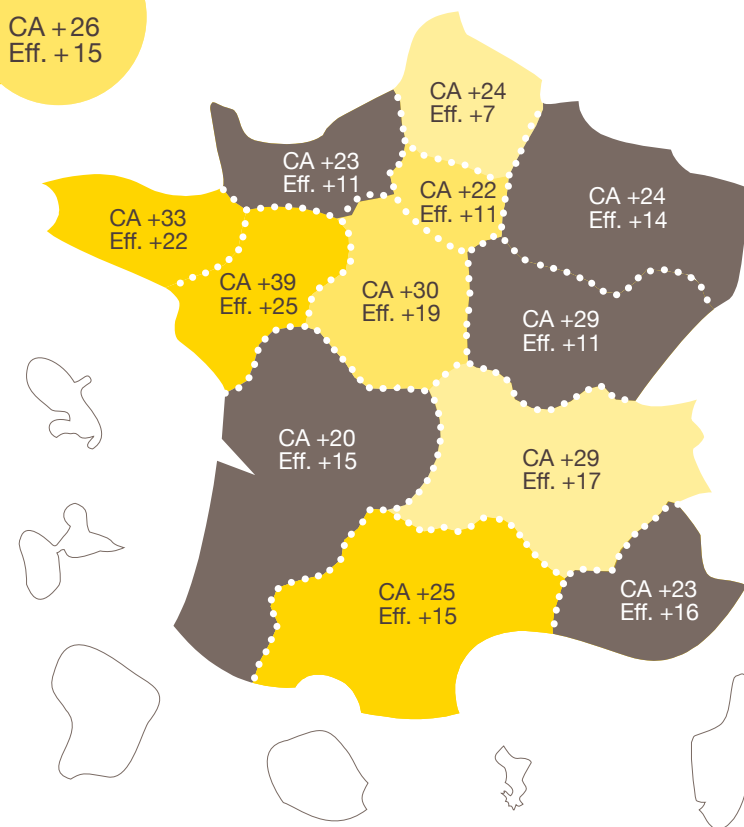 CA +26
Eff. +15
CA +24
Eff. +7
CA +23
Eff. +11
CA +22
Eff. +11
CA +24
Eff. +14
CA +33
Eff. +22
CA +39
Eff. +25
CA +30
Eff. +19
CA +29
Eff. +11
CA +20
Eff. +15
CA +29
Eff. +17
CA +25
Eff. +15
CA +23
Eff. +16